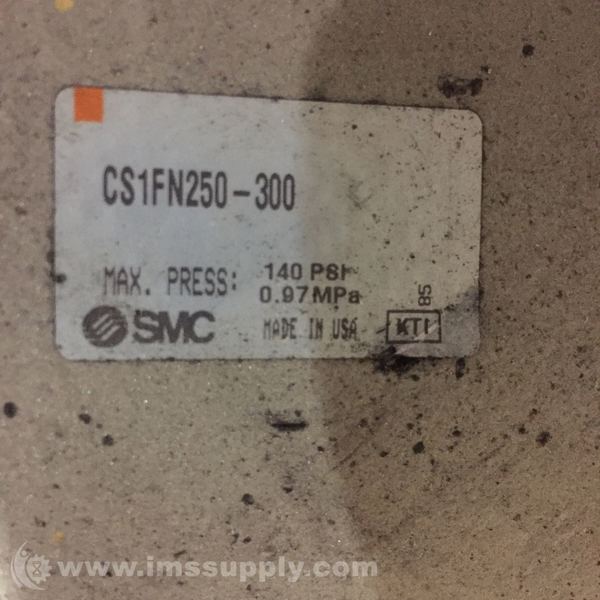 CS1FN250-300
MAX. PRESS: 140 PSI
0.97MPa
SMC MADE IN USA KTI 85
www.imssupply.com